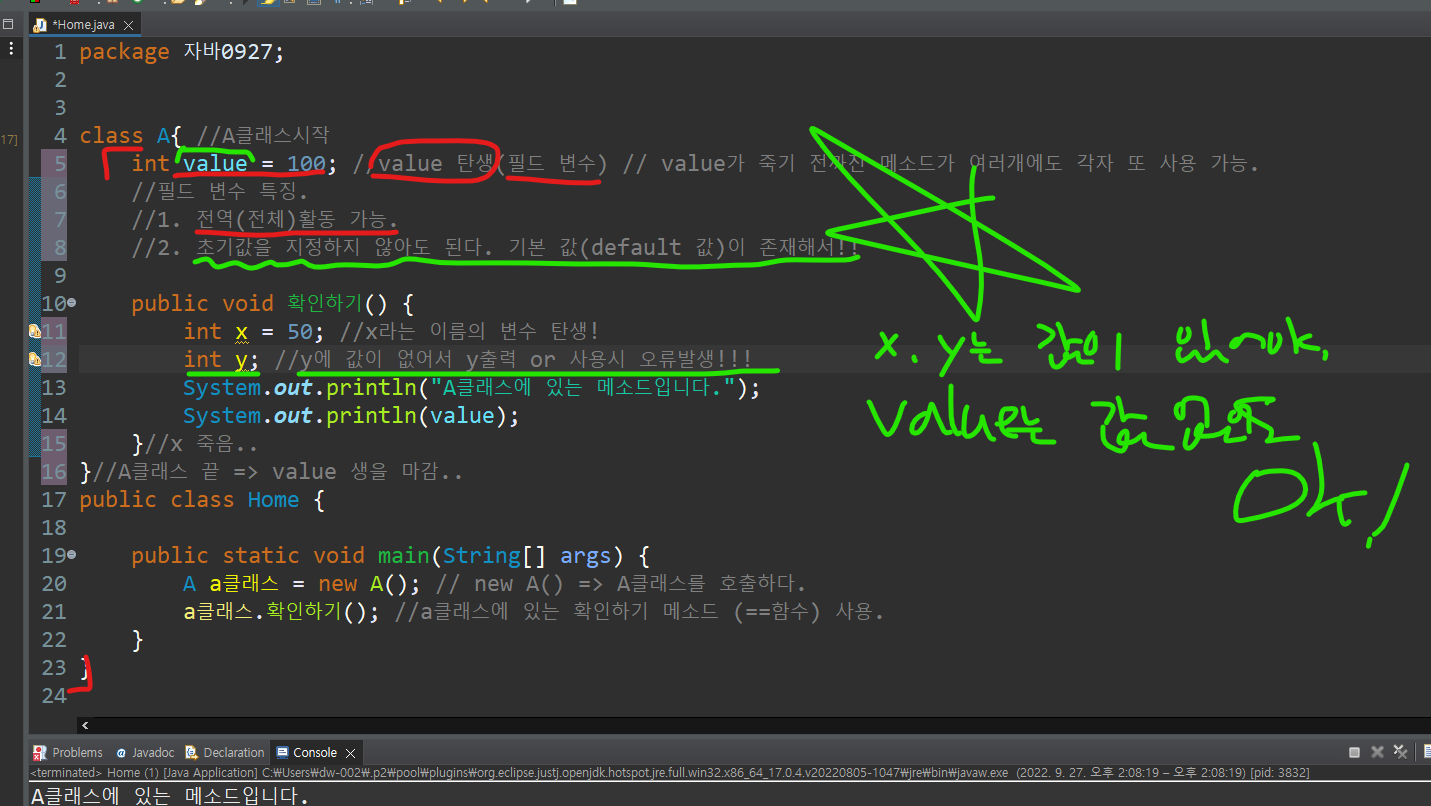 *Home.java
17]
1 package 자바0927;
2
3
4 class A{ //A클래스시작
5 int value = 100; //value 탄생(필드 변수) // value가 죽기 전까진 메소드가 여러개에도 각자 또 사용 가능.
6 //필드 변수 특징.
7 //1. 전역(전체)활동 가능.
8 //2. 초기값을 지정하지 않아도 된다. 기본 값(default 값)이 존재해서!!
9
10 public void 확인하기() {
11 int x = 50; //x라는 이름의 변수 탄생!
12 int y; //y에 값이 없어서 y출력 or 사용시 오류발생!!!
13 System.out.println("A클래스에 있는 메소드입니다.");
14 System.out.println(value);
15 }//x 죽음..
16 }//A클래스 끝 => value 생을 마감..
17 public class Home {
18
19 public static void main(String[] args) {
20 A a클래스 = new A(); // new A() => A클래스를 호출하다.
21 a클래스.확인하기(); //a클래스에 있는 확인하기 메소드 (==함수) 사용.
22 }
23 }
24
x. y는 값이
value는 값
Problems Javadoc Declaration Console
<terminated> Home (1) [Java Application] C:₩Users₩dw-002₩.p2₩pool₩plugins₩org.eclipse.justj.openjdk.hotspot.jre.full.win32.x86_64_17.0.4.v20220805-1047₩jre₩bin₩javaw.exe (2022. 9. 27. 오후 2:08:19 – 오후 2:08:19) [pid: 3832]
A클래스에 있는 메소드입니다.